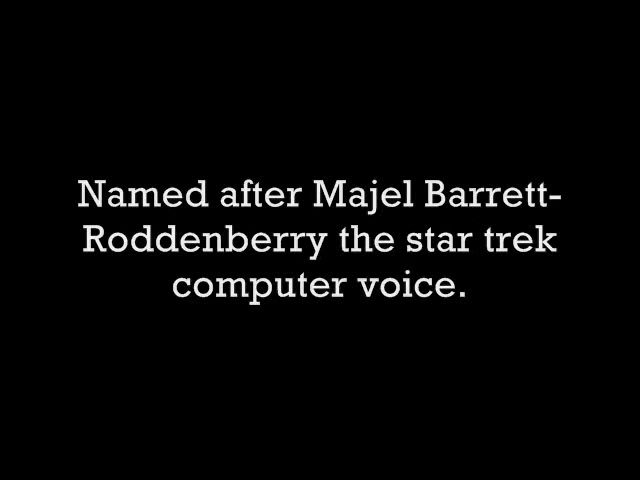 Named after Majel Barrett-
Roddenberry the star trek
computer voice.